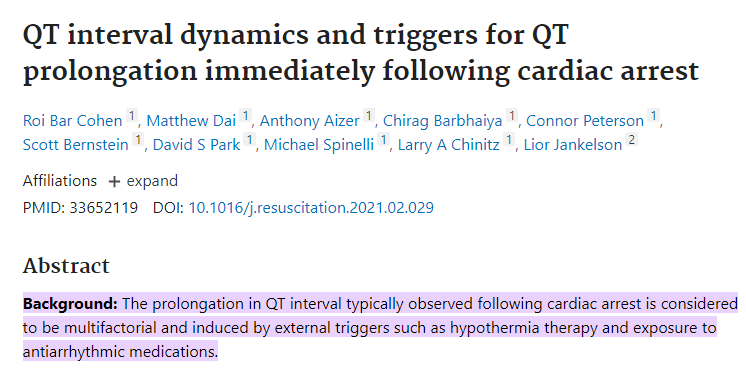 QT interval dynamics and triggers for QT
prolongation immediately following cardiac arrest
Roi Bar Cohen 1, Matthew Dai 1, Anthony Aizer 1, Chirag Barbhaiya 1, Connor Peterson 1,
Scott Bernstein 1, David S Park 1, Michael Spinelli 1, Larry A Chinitz 1, Lior Jankelson 2
Affiliations + expand
PMID: 33652119 DOI: 10.1016/j.resuscitation.2021.02.029
Abstract
Background: The prolongation in QT interval typically observed following cardiac arrest is considered
to be multifactorial and induced by external triggers such as hypothermia therapy and exposure to
antiarrhythmic medications.